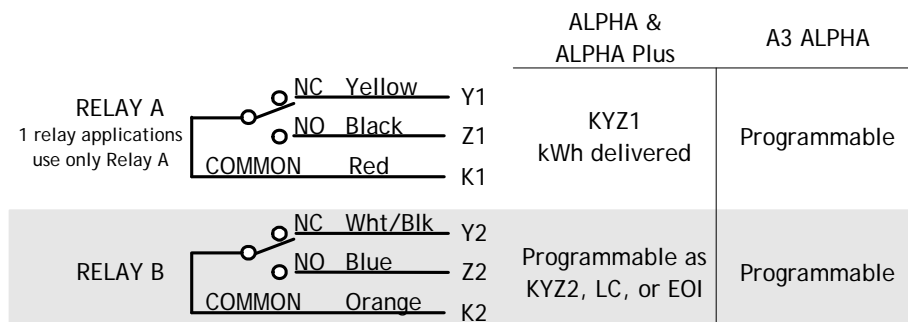 ALPHA &
ALPHA Plus
A3 ALPHA
RELAY A
1 relay applications
use only Relay A
NC Yellow Y1
NO Black Z1
COMMON Red K1
KYZ1
kWh delivered
Programmable
RELAY B
NC Wht/Blk Y2
NO Blue Z2
COMMON Orange K2
Programmable as
KYZ2, LC, or EOI
Programmable